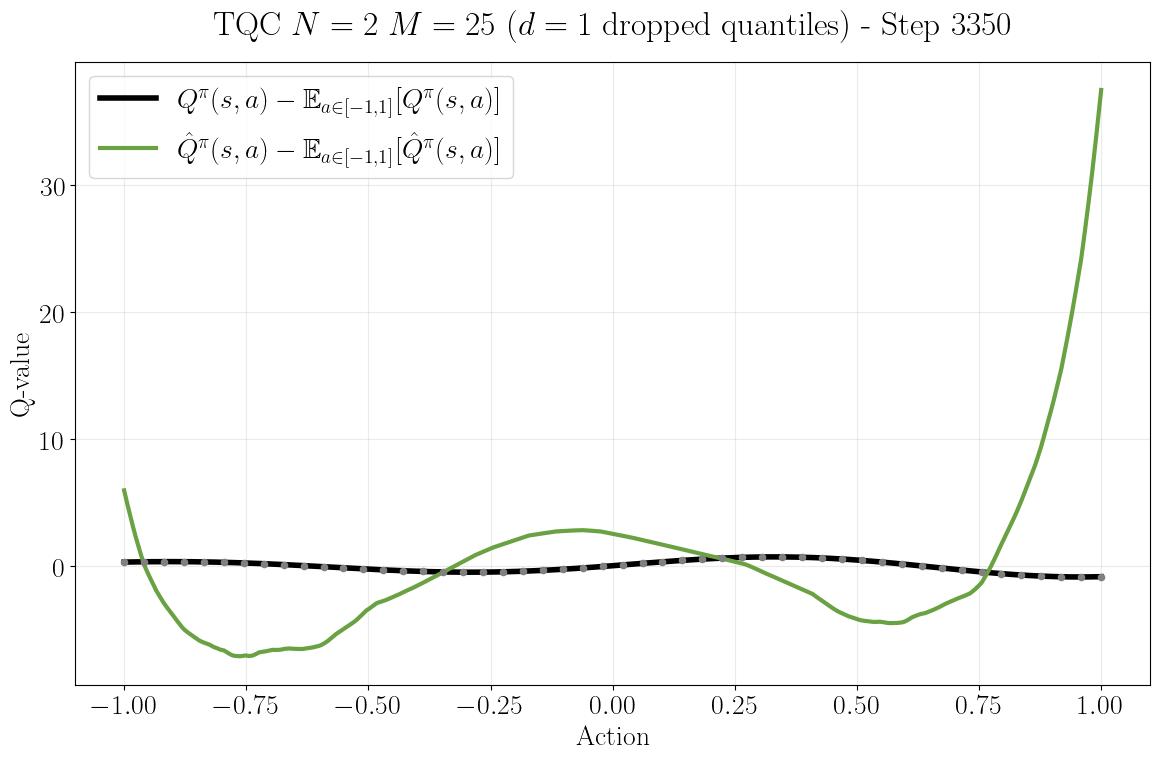 TQC N = 2 M = 25 (d = 1 dropped quantiles) - Step 3350
Q^π(s, a) − 𝔼_{a∈[−1,1]}[Q^π(s, a)]
Q̂^π(s, a) − 𝔼_{a∈[−1,1]}[Q̂^π(s, a)]
30
20
10
0
Q-value
−1.00 −0.75 −0.50 −0.25 0.00 0.25 0.50 0.75 1.00
Action